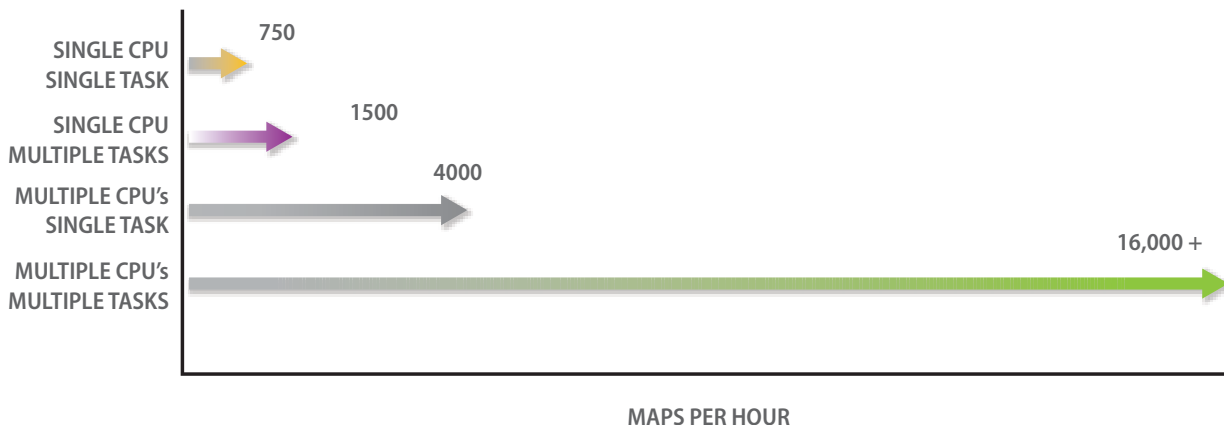 750
SINGLE CPU
SINGLE TASK
1500
SINGLE CPU
MULTIPLE TASKS
4000
MULTIPLE CPU's
SINGLE TASK
16,000 +
MULTIPLE CPU's
MULTIPLE TASKS
MAPS PER HOUR